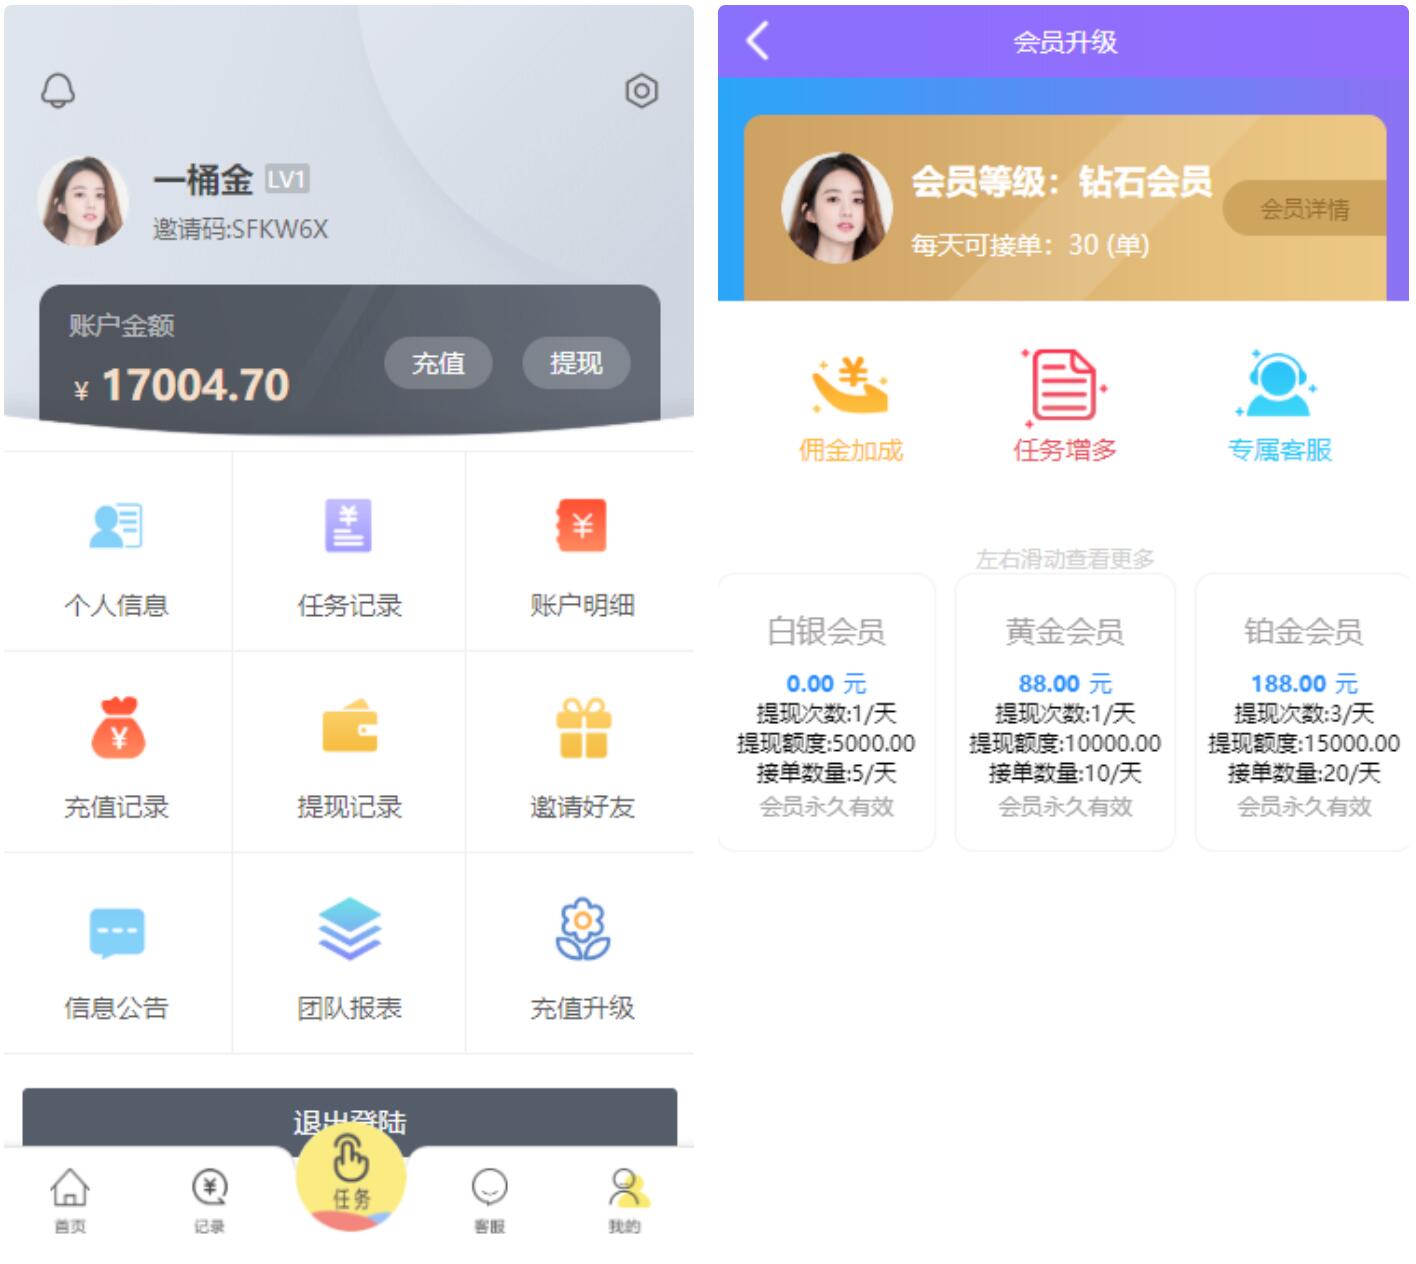 一桶金 LV1
邀请码:SFKW6X
账户金额
¥ 17004.70
充值
提现
个人信息
任务记录
账户明细
充值记录
提现记录
邀请好友
信息公告
团队报表
充值升级
退出登陆
首页
记录
任务
客服
我的
会员升级
会员等级：钻石会员
每天可接单：30 (单)
会员详情
佣金加成
任务增多
专属客服
左右滑动查看更多
白银会员
0.00 元
提现次数:1/天
提现额度:5000.00
接单数量:5/天
会员永久有效
黄金会员
88.00 元
提现次数:1/天
提现额度:10000.00
接单数量:10/天
会员永久有效
铂金会员
188.00 元
提现次数:3/天
提现额度:15000.00
接单数量:20/天
会员永久有效